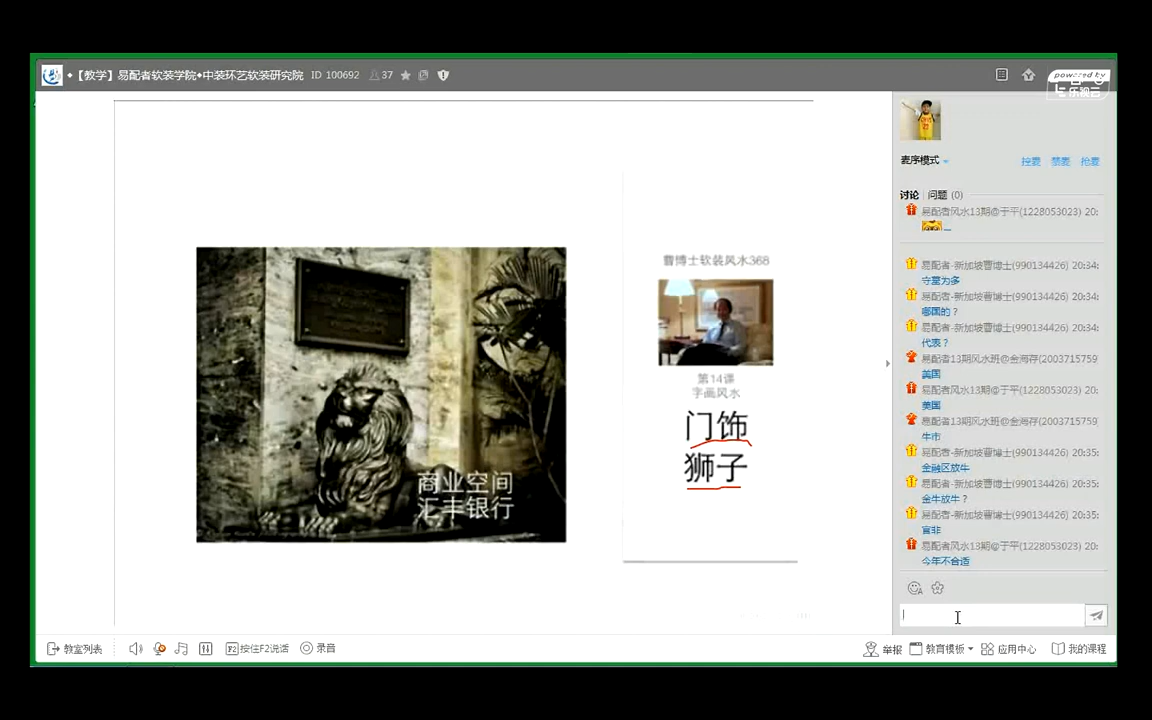 ◆【教学】易配者软装学院◆中装环艺软装研究院 ID 100692 37
powered by
乐视云
麦序模式
控麦 禁麦 抢麦
讨论 问题 (0)
易配者风水13期@于平(1228053023) 20:
易配者-新加坡曹博士(990134426) 20:34:
守墓为多
易配者-新加坡曹博士(990134426) 20:34:
哪国的？
易配者-新加坡曹博士(990134426) 20:34:
代表？
易配者13期风水班@金海存(2003715759)
美国
易配者风水13期@于平(1228053023) 20:
美国
易配者13期风水班@金海存(2003715759)
牛市
易配者-新加坡曹博士(990134426) 20:35:
金融区放牛
易配者-新加坡曹博士(990134426) 20:35:
金牛放牛？
易配者-新加坡曹博士(990134426) 20:35:
官非
易配者风水13期@于平(1228053023) 20:
今年不合适
曹博士软装风水368
第14课
字画风水
门饰
狮子
商业空间
汇丰银行
教室列表 F2 按住F2说话 录音 举报 教育模板 应用中心 我的课程